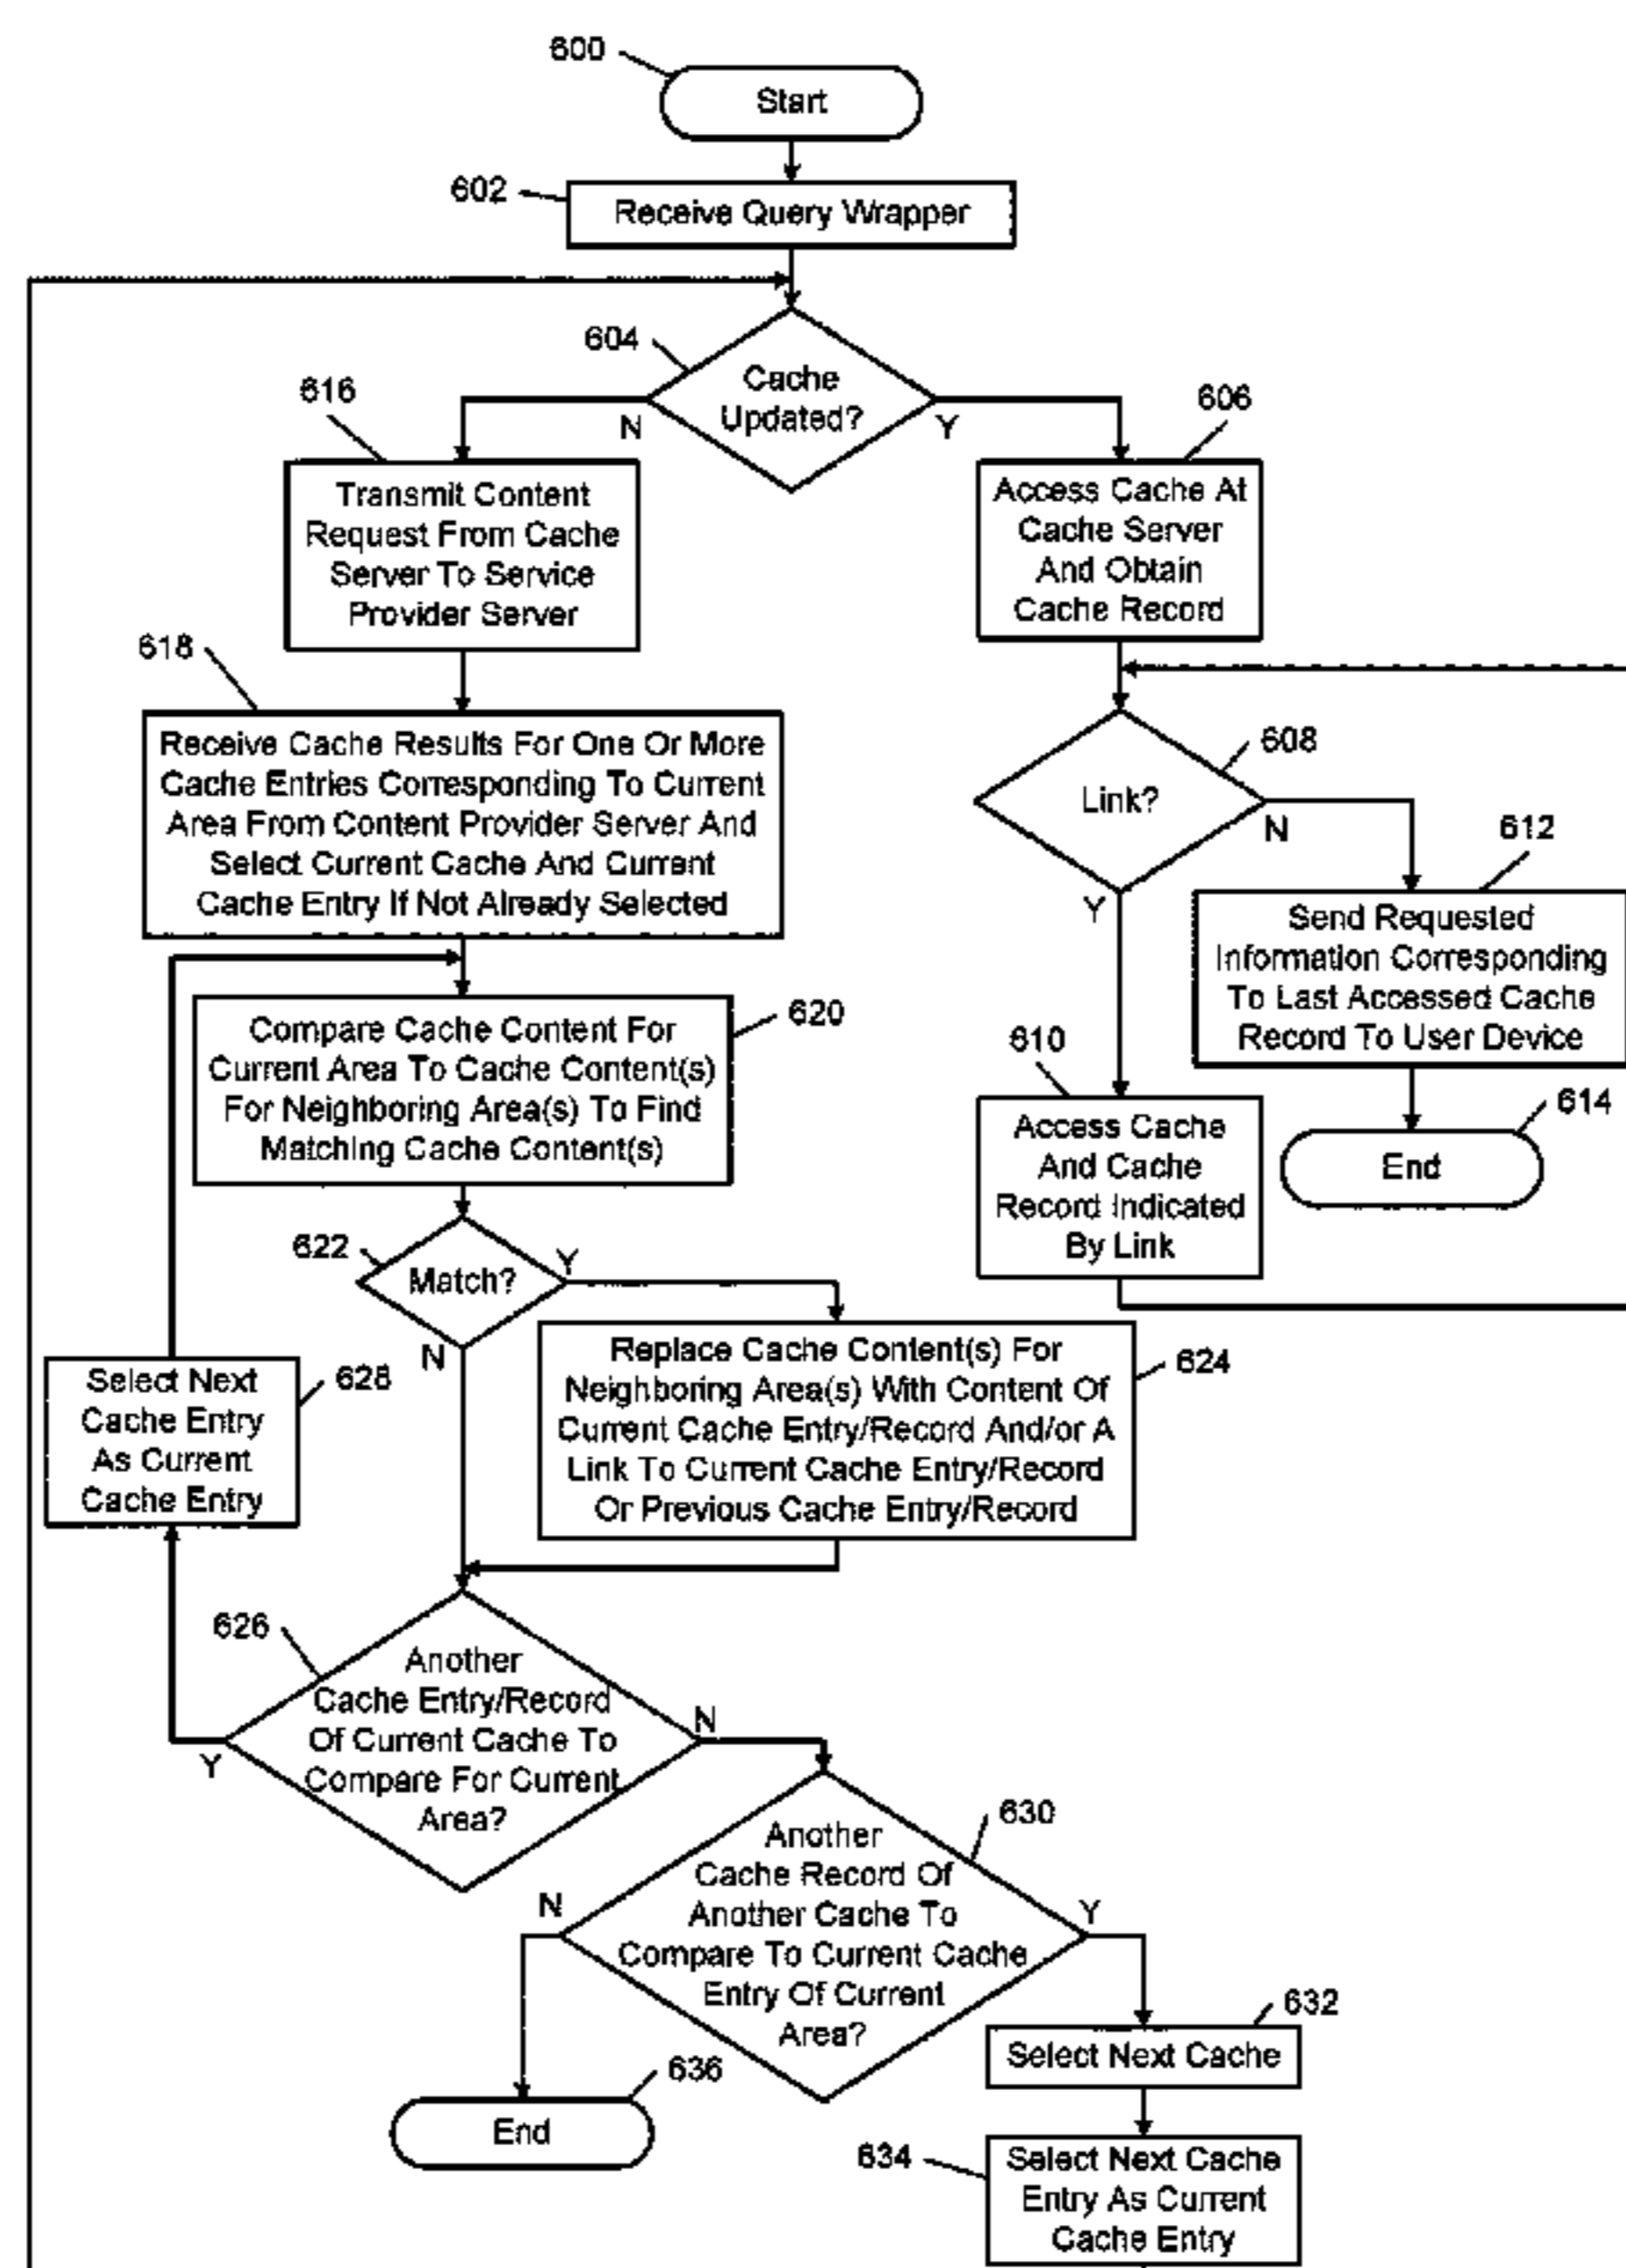 600
Start
602
Receive Query Wrapper
604
Cache
Updated?
N
Y
616
Transmit Content
Request From Cache
Server To Service
Provider Server
606
Access Cache At
Cache Server
And Obtain
Cache Record
618
Receive Cache Results For One Or More
Cache Entries Corresponding To Current
Area From Content Provider Server And
Select Current Cache And Current
Cache Entry If Not Already Selected
608
Link?
N
Y
612
Send Requested
Information Corresponding
To Last Accessed Cache
Record To User Device
620
Compare Cache Content For
Current Area To Cache Content(s)
For Neighboring Area(s) To Find
Matching Cache Content(s)
610
Access Cache
And Cache
Record Indicated
By Link
614
End
622
Match?
Y
N
624
Replace Cache Content(s) For
Neighboring Area(s) With Content Of
Current Cache Entry/Record And/or A
Link To Current Cache Entry/Record
Or Previous Cache Entry/Record
628
Select Next
Cache Entry
As Current
Cache Entry
626
Another
Cache Entry/Record
Of Current Cache To
Compare For Current
Area?
Y
N
630
Another
Cache Record Of
Another Cache To
Compare To Current Cache
Entry Of Current
Area?
N
Y
632
Select Next Cache
636
End
634
Select Next Cache
Entry As Current
Cache Entry